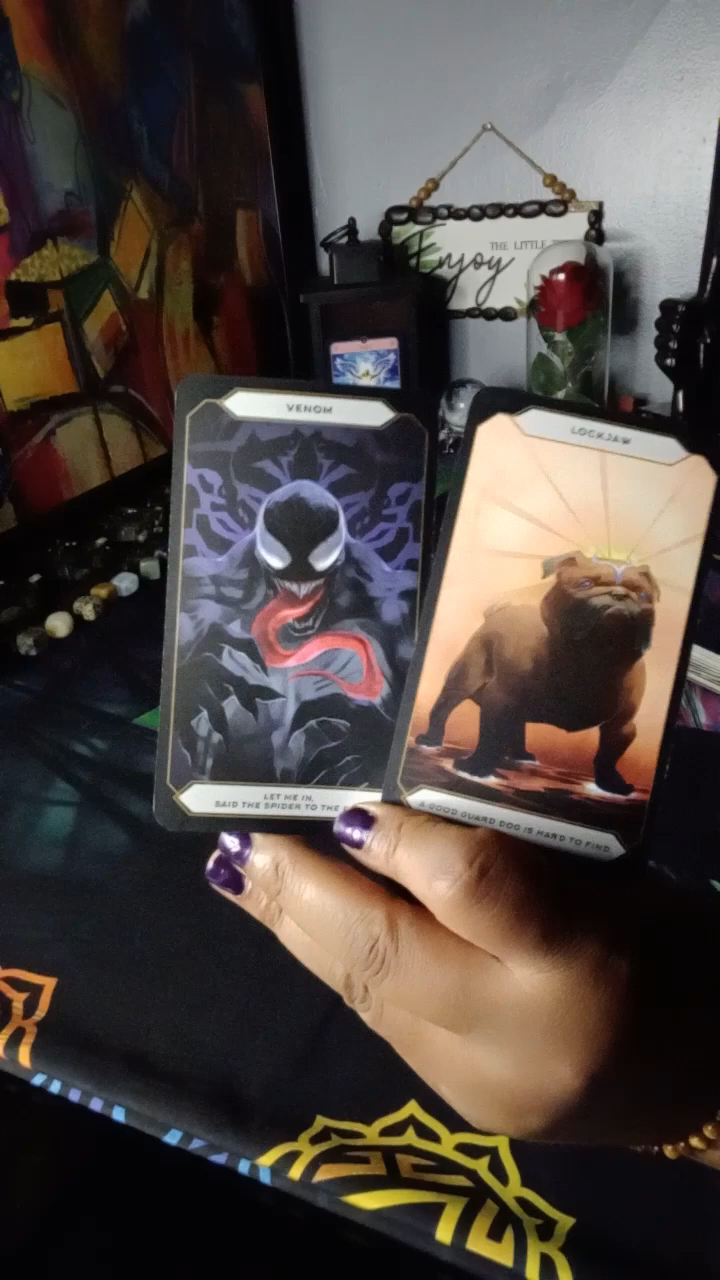 Enjoy
THE LITTLE
VENOM
LOCKJAW
LET ME IN,
SAID THE SPIDER TO THE
A GOOD GUARD DOG IS HARD TO FIND.